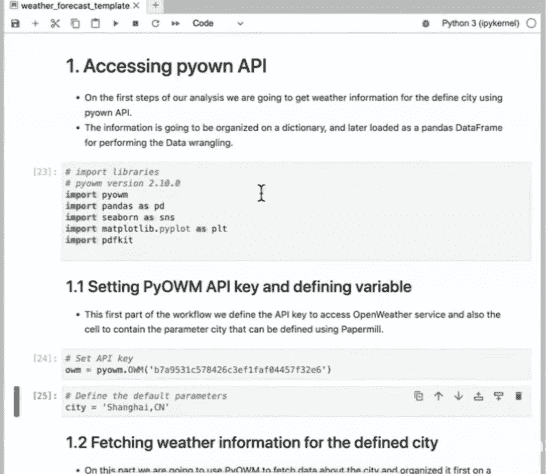 weather_forecast_template
Code
Python 3 (ipykernel)
1. Accessing pyown API
• On the first steps of our analysis we are going to get weather information for the define city using
pyown API.
• The information is going to be organized on a dictionary, and later loaded as a pandas DataFrame
for performing the Data wrangling.
[23]: # import libraries
# pyowm version 2.10.0
import pyowm
import pandas as pd
import seaborn as sns
import matplotlib.pyplot as plt
import pdfkit
1.1 Setting PyOWM API key and defining variable
• This first part of the workflow we define the API key to access OpenWeather service and also the
cell to contain the parameter city that can be defined using Papermill.
[24]: # Set API key
owm = pyowm.OWM('b7a9531c578426c3ef1faf04457f32e6')
[25]: # Define the default parameters
city = 'Shanghai,CN'
1.2 Fetching weather information for the defined city
• On this part we are going to use PyOWM to fetch data about the city and organized it first on a